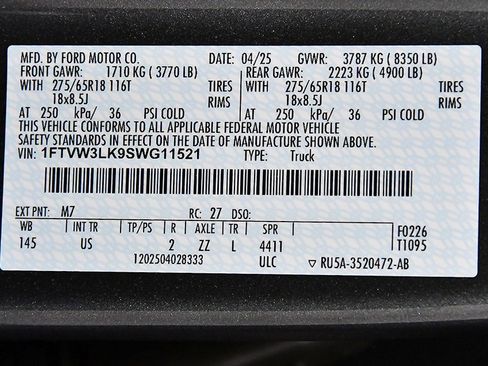 MFD. BY FORD MOTOR CO. DATE: 04/25 GVWR: 3787 KG ( 8350 LB)
FRONT GAWR: 1710 KG ( 3770 LB) REAR GAWR: 2223 KG ( 4900 LB)
WITH 275/65R18 116T TIRES WITH 275/65R18 116T TIRES
18x8.5J RIMS 18x8.5J RIMS
AT 250 kPa/ 36 PSI COLD AT 250 kPa/ 36 PSI COLD
THIS VEHICLE CONFORMS TO ALL APPLICABLE FEDERAL MOTOR VEHICLE
SAFETY STANDARDS IN EFFECT ON THE DATE OF MANUFACTURE SHOWN ABOVE.
VIN: 1FTVW3LK9SWG11521 TYPE: Truck
EXT PNT: M7 RC: 27 DSO:
WB INT TR TP/PS R AXLE TR SPR F0226
145 US 2 ZZ L 4411 T1095
1202504028333 ULC ▽ RU5A-3520472-AB